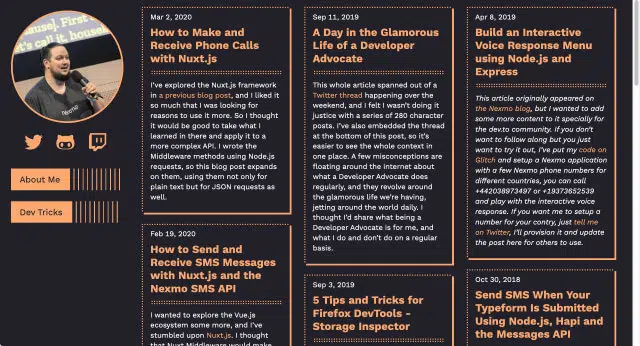 cause]. First
let's call it, housek
nexmo
About Me
Dev Tricks
Mar 2, 2020
How to Make and
Receive Phone Calls
with Nuxt.js
I've explored the Nuxt.js framework
in a previous blog post, and I liked it
so much that I was looking for
reasons to use it more. So I thought
it would be good to take what I
learned in there and apply it to a
more complex API. I wrote the
Middleware methods using Node.js
requests, so this blog post expands
on them, using them not only for
plain text but for JSON requests as
well.
Feb 19, 2020
How to Send and
Receive SMS Messages
with Nuxt.js and the
Nexmo SMS API
I wanted to explore the Vue.js
ecosystem some more, and I've
stumbled upon Nuxt.js. I thought
that Nuxt Middleware would make
Sep 11, 2019
A Day in the Glamorous
Life of a Developer
Advocate
This whole article spanned out of a
Twitter thread happening over the
weekend, and I felt I wasn't doing it
justice with a series of 280 character
posts. I've also embed the thread
at the bottom of this post, so it's
easier to see the whole context in
one place. A few misconceptions are
floating around the internet about
what a Developer Advocate does
regularly, and they revolve around
the glamorous life we're having,
jetting around the world daily. I
thought I'd share what being a
Developer Advocate is for me, and
what I do and don't do on a regular
basis.
Sep 3, 2019
5 Tips and Tricks for
Firefox DevTools -
Storage Inspector
Apr 8, 2019
Build an Interactive
Voice Response Menu
using Node.js and
Express
This article originally appeared on
the Nexmo blog, but I wanted to add
some more content to it specially for
the dev.to community. If you don't
want to follow along but you just
want to try it out, I've put my code on
Glitch and setup a Nexmo application
with a few Nexmo phone numbers for
different countries, you can call
+442038973497 or +19373652539
and play with the interactive voice
response. If you want me to setup a
number for your contry, just tell me
on Twitter, I'll provision it and update
the post here for others to use.
Oct 30, 2018
Send SMS When Your
Typeform Is Submitted
Using Node.js, Hapi and
the Messages API